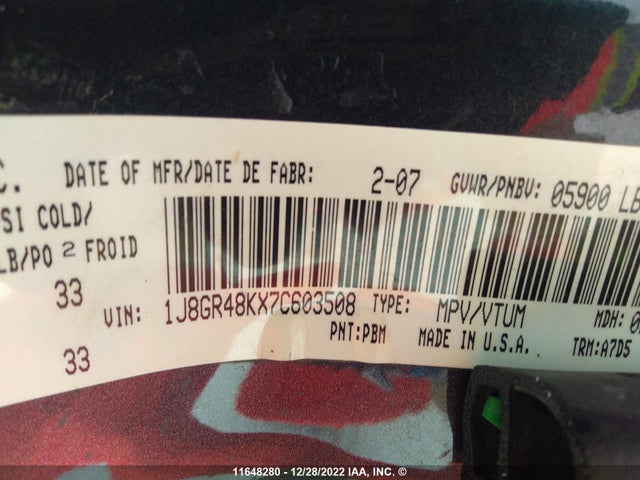 C. DATE OF MFR/DATE DE FABR: 2-07 GVWR/PNBV: 05900 LB
SI COLD/
LB/PO 2 FROID
33 VIN: 1J8GR48KX7C603508 TYPE: MPV/VTUM MDH:
33 PNT:PBM MADE IN U.S.A. TRM:A7D5
11648280 - 12/28/2022 IAA, INC. ©